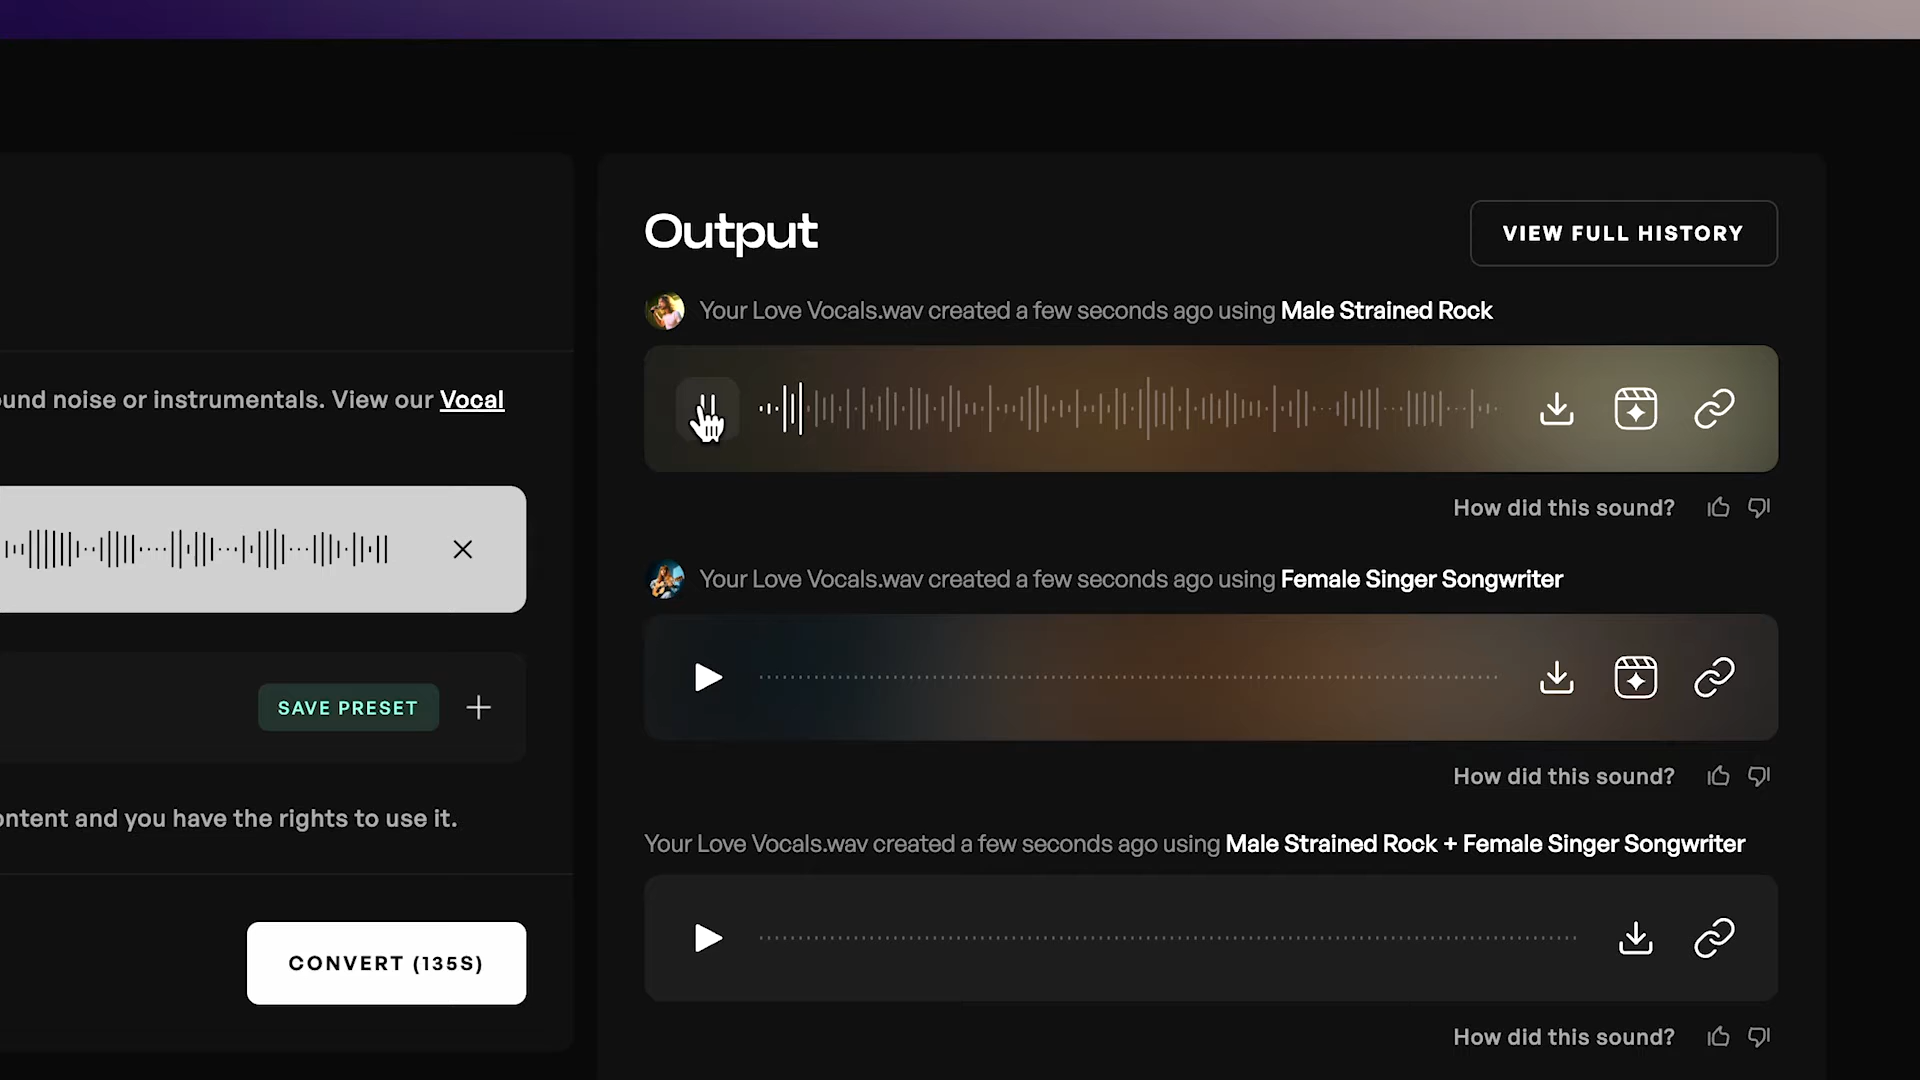 ound noise or instrumentals. View our Vocal
SAVE PRESET
ontent and you have the rights to use it.
CONVERT (135S)
Output
VIEW FULL HISTORY
Your Love Vocals.wav created a few seconds ago using Male Strained Rock
How did this sound?
Your Love Vocals.wav created a few seconds ago using Female Singer Songwriter
How did this sound?
Your Love Vocals.wav created a few seconds ago using Male Strained Rock + Female Singer Songwriter
How did this sound?